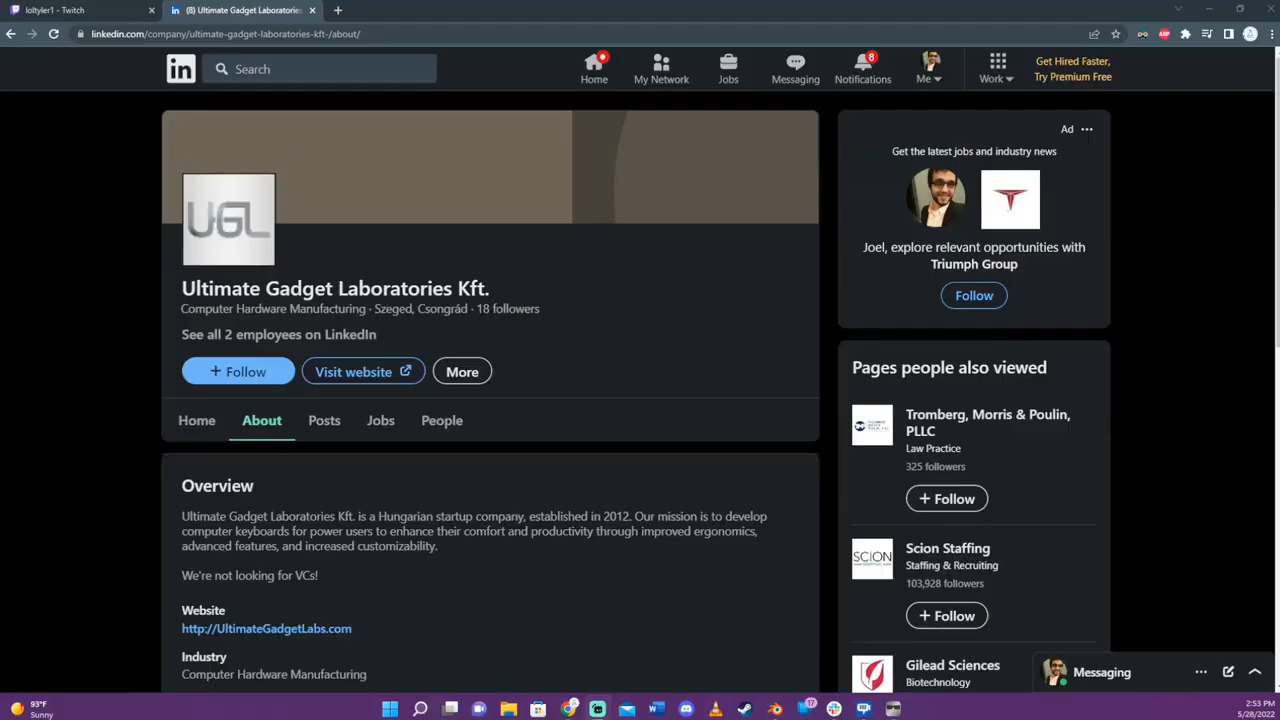 loltyler1 - Twitch
(8) Ultimate Gadget Laboratories
linkedin.com/company/ultimate-gadget-laboratories-kft-/about/
in
Search
Home
My Network
Jobs
Messaging
8
Notifications
Me
Work
Get Hired Faster,
Try Premium Free
UGL
Ultimate Gadget Laboratories Kft.
Computer Hardware Manufacturing · Szeged, Csongrád · 18 followers
See all 2 employees on LinkedIn
+ Follow
Visit website
More
Home
About
Posts
Jobs
People
Overview
Ultimate Gadget Laboratories Kft. is a Hungarian startup company, established in 2012. Our mission is to develop
computer keyboards for power users to enhance their comfort and productivity through improved ergonomics,
advanced features, and increased customizability.
We're not looking for VCs!
Website
http://UltimateGadgetLabs.com
Industry
Computer Hardware Manufacturing
Ad
Get the latest jobs and industry news
Joel, explore relevant opportunities with
Triumph Group
Follow
Pages people also viewed
Tromberg, Morris & Poulin,
PLLC
Law Practice
325 followers
+ Follow
SCION
Scion Staffing
Staffing & Recruiting
103,928 followers
+ Follow
Gilead Sciences
Biotechnology
Messaging
93°F
Sunny
17
2:53 PM
5/28/2022